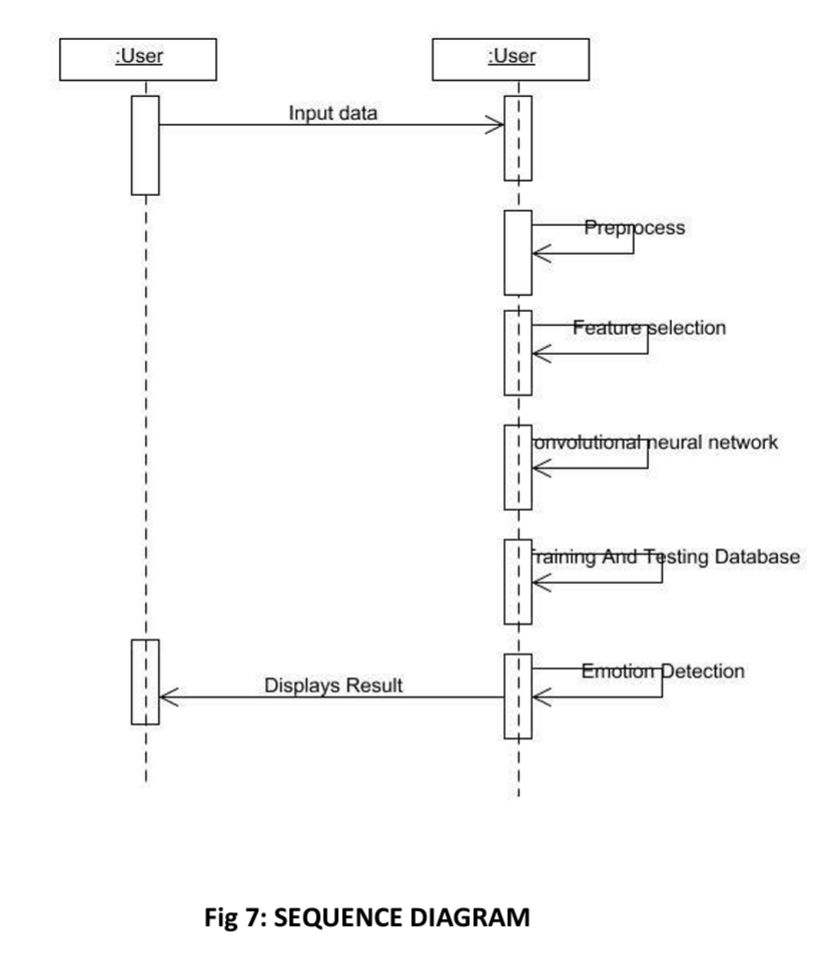 :User
:User
Input data
Preprocess
Feature selection
onvolutional neural network
raining And Testing Database
Emotion Detection
Displays Result
Fig 7: SEQUENCE DIAGRAM